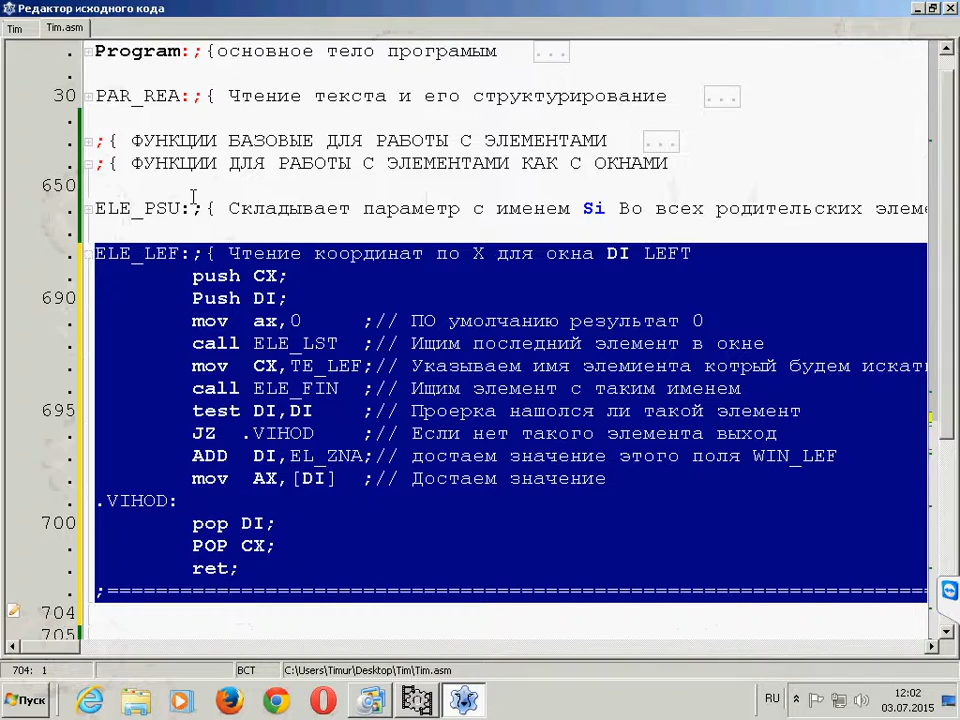 Редактор исходного кода
Tim Tim.asm
. Program:;{основное тело програмым ...
.
30 PAR_REA:;{ Чтение текста и его структурирование ...
.
. ;{ ФУНКЦИИ БАЗОВЫЕ ДЛЯ РАБОТЫ С ЭЛЕМЕНТАМИ ...
. ;{ ФУНКЦИИ ДЛЯ РАБОТЫ С ЭЛЕМЕНТАМИ КАК С ОКНАМИ
650
. ELE_PSU:;{ Складывает параметр с именем Si Во всех родительских элеме
.
. ELE_LEF:;{ Чтение координат по X для окна DI LEFT
. push CX;
690 Push DI;
. mov ax,0 ;// ПО умолчанию результат 0
. call ELE_LST ;// Ищим последний элемент в окне
. mov CX,TE_LEF;// Указываем имя элемиента котрый будем искать
. call ELE_FIN ;// Ищим элемент с таким именем
695 test DI,DI ;// Проерка нашолся ли такой элемент
. JZ .VIHOD ;// Если нет такого элемента выход
. ADD DI,EL_ZNA;// достаем значение этого поля WIN_LEF
. mov AX,[DI] ;// Достаем значение
. .VIHOD:
700 pop DI;
. POP CX;
. ret;
. ;====================================================================
704
705
704: 1 ВСТ C:\Users\Timur\Desktop\Tim\Tim.asm
Пуск RU 12:02
03.07.2015